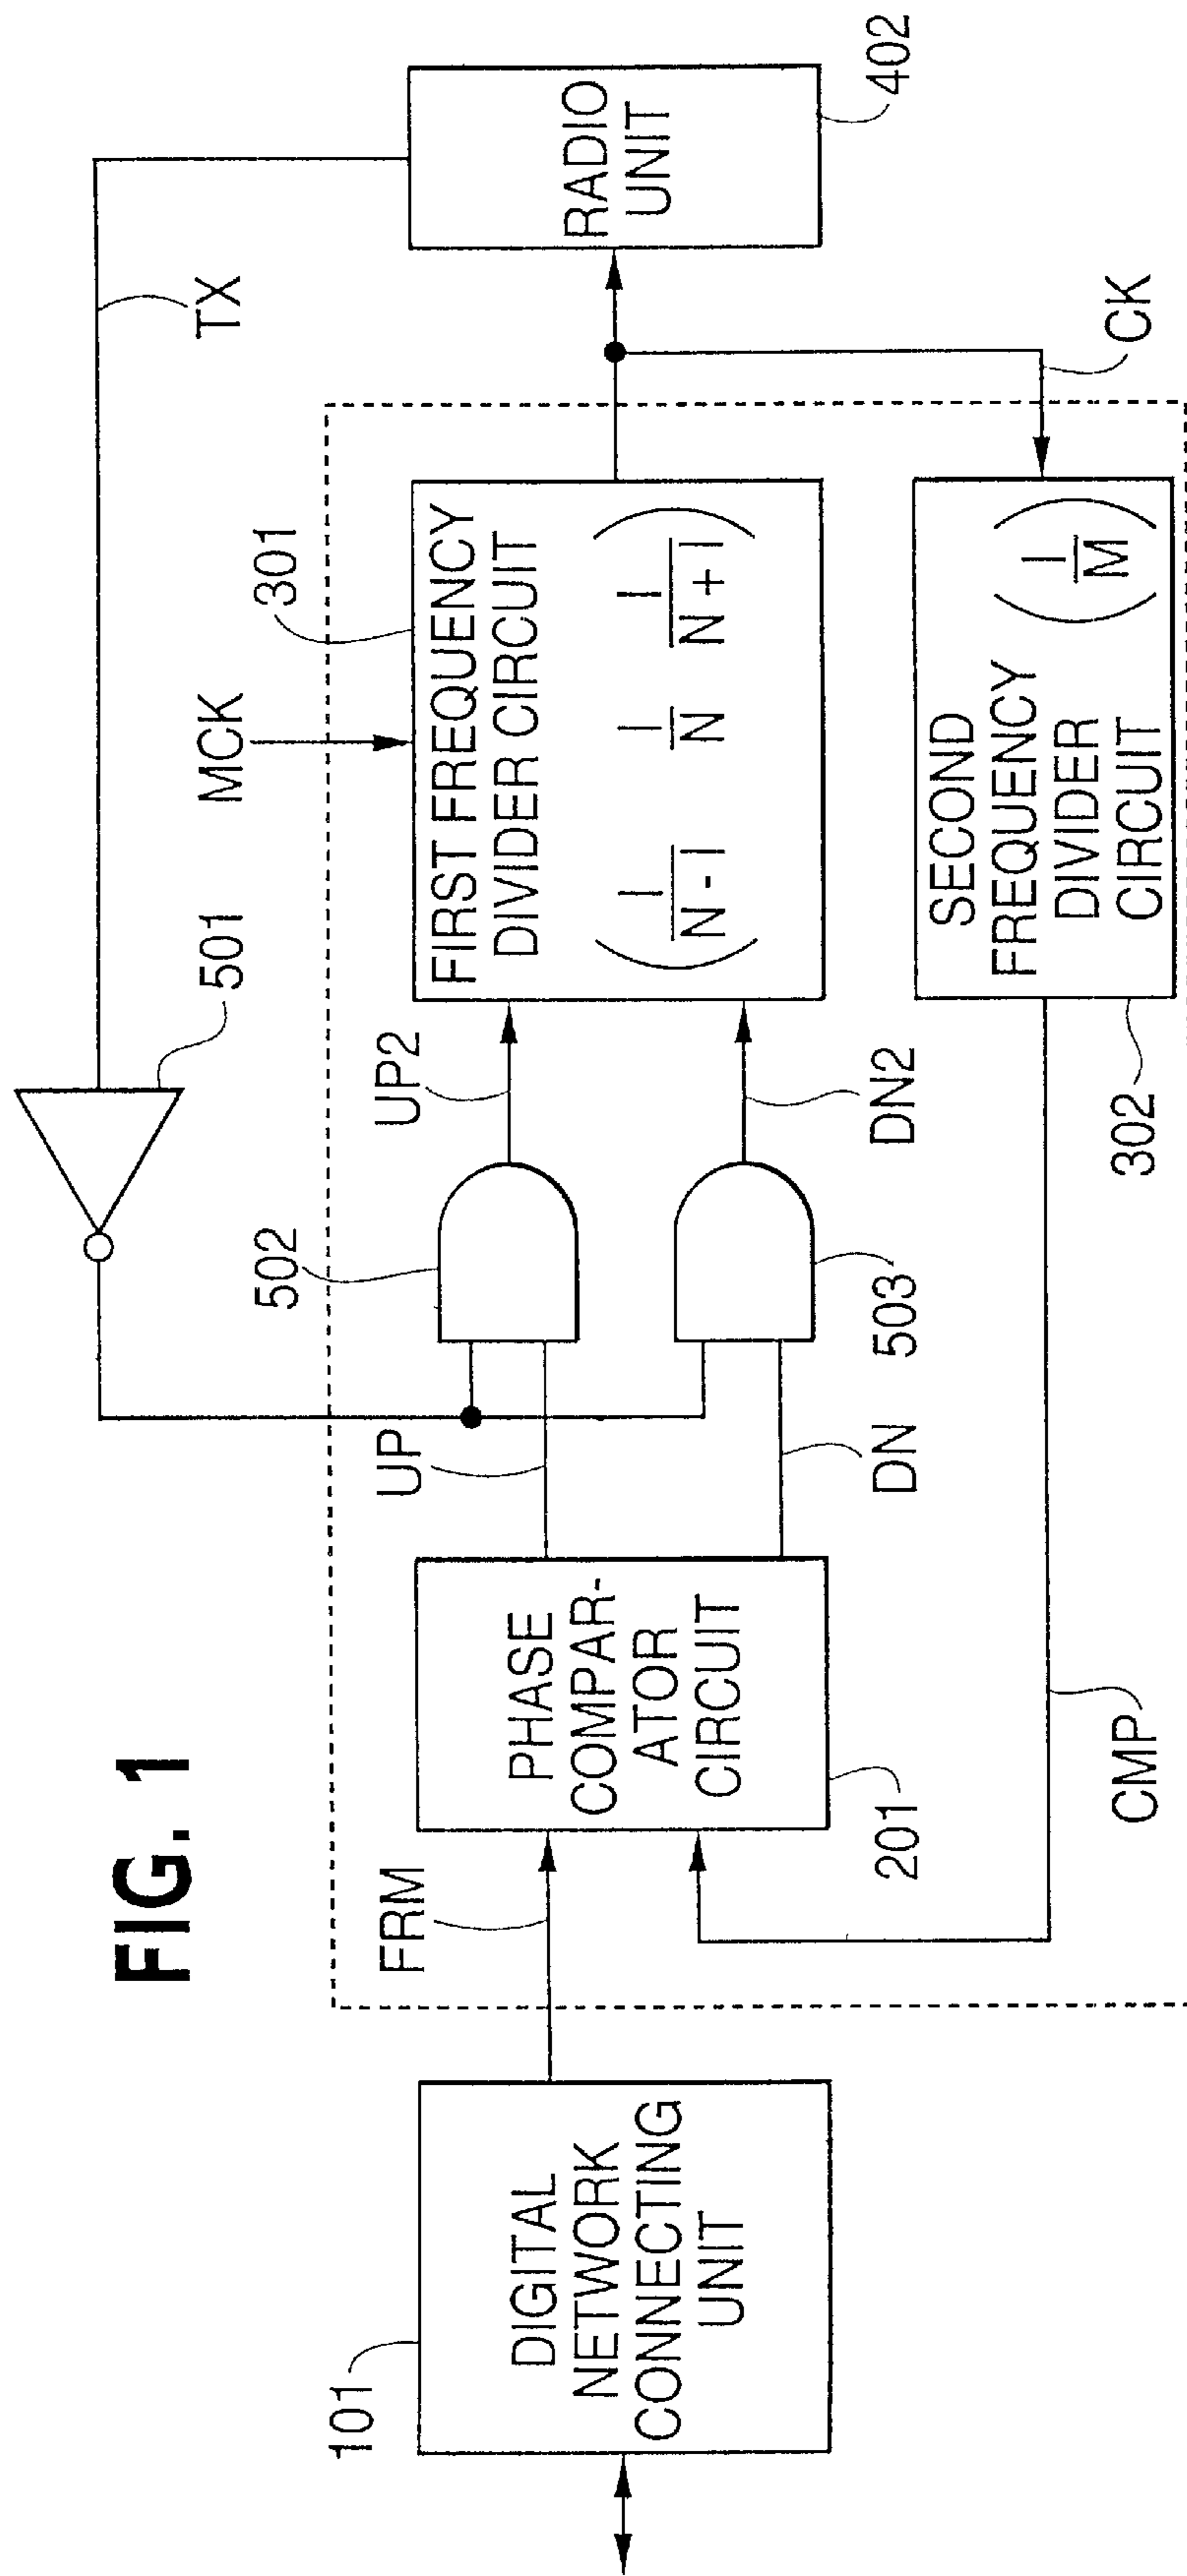 FIG. 1
TX
501
MCK
301
502
UP2
UP
FRM
101
DIGITAL
NETWORK
CONNECTING
UNIT
PHASE
COMPAR-
ATOR
CIRCUIT
201
FIRST FREQUENCY
DIVIDER CIRCUIT
( 1/N - 1 1/N 1/N + 1 )
RADIO
UNIT
402
DN
503
DN2
SECOND
FREQUENCY
DIVIDER
CIRCUIT
( 1/M )
302
CK
CMP